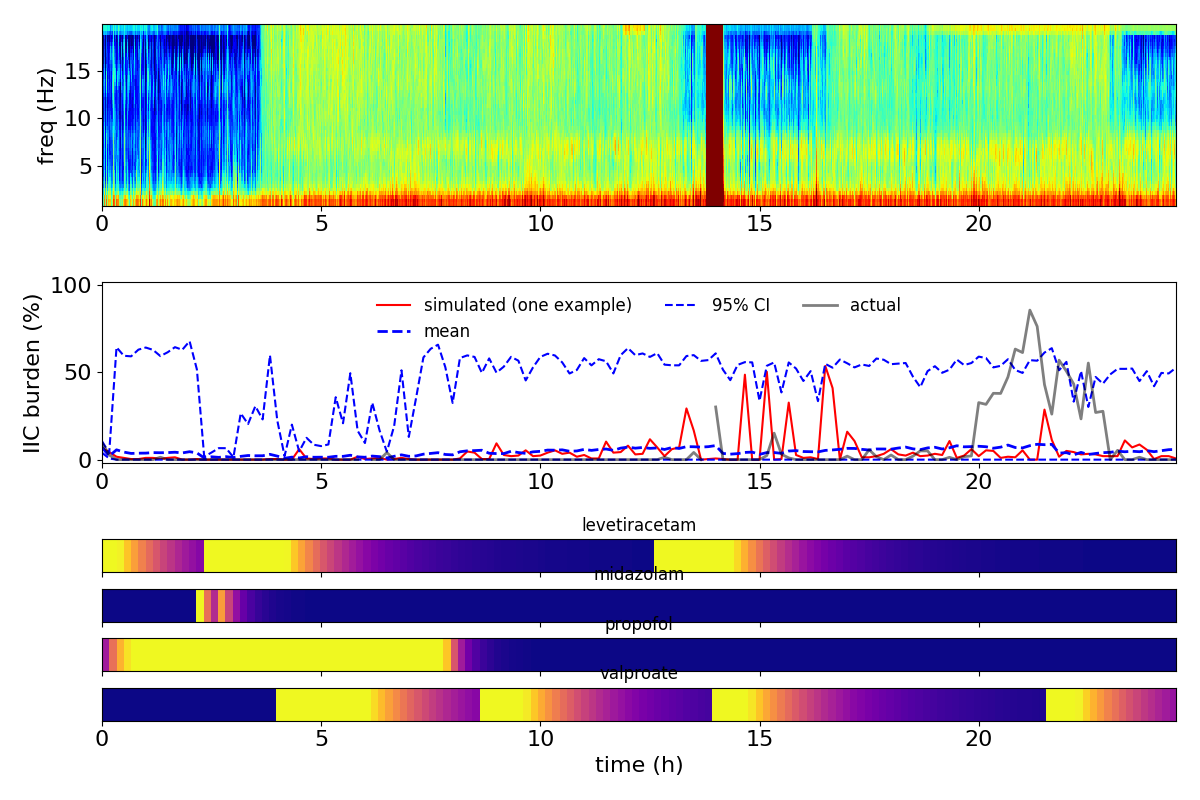 freq (Hz)
15
10
5
0 5 10 15 20
IIC burden (%)
100
50
0
simulated (one example) 95% CI actual
mean
0 5 10 15 20
levetiracetam
midazolam
propofol
valproate
0 5 10 15 20
time (h)